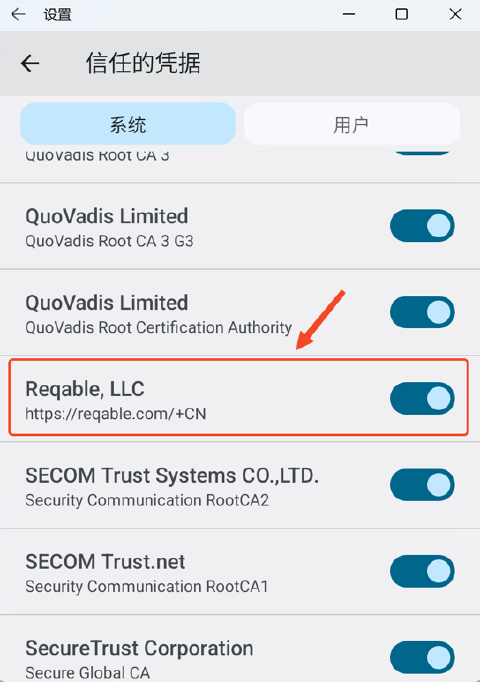 设置
信任的凭据
系统
用户
QuoVadis Root CA 3
QuoVadis Limited
QuoVadis Root CA 3 G3
QuoVadis Limited
QuoVadis Root Certification Authority
Reqable, LLC
https://reqable.com/+CN
SECOM Trust Systems CO.,LTD.
Security Communication RootCA2
SECOM Trust.net
Security Communication RootCA1
SecureTrust Corporation
Secure Global CA